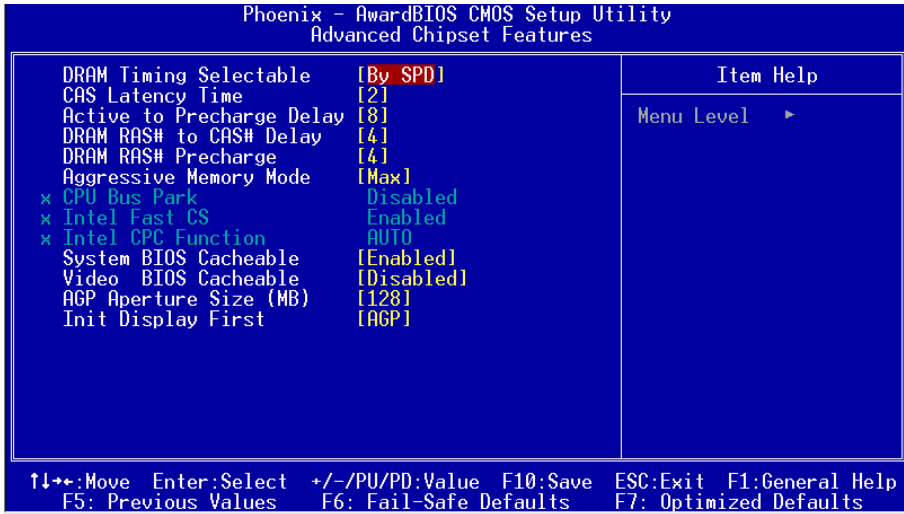 Phoenix - AwardBIOS CMOS Setup Utility
Advanced Chipset Features
DRAM Timing Selectable [By SPD]
CAS Latency Time [2]
Active to Precharge Delay [8]
DRAM RAS# to CAS# Delay [4]
DRAM RAS# Precharge [4]
Aggressive Memory Mode [Max]
x CPU Bus Park Disabled
x Intel Fast CS Enabled
x Intel CPC Function AUTO
System BIOS Cacheable [Enabled]
Video BIOS Cacheable [Disabled]
AGP Aperture Size (MB) [128]
Init Display First [AGP]
Item Help
Menu Level ►
↑↓→←:Move Enter:Select +/-/PU/PD:Value F10:Save ESC:Exit F1:General Help
F5: Previous Values F6: Fail-Safe Defaults F7: Optimized Defaults